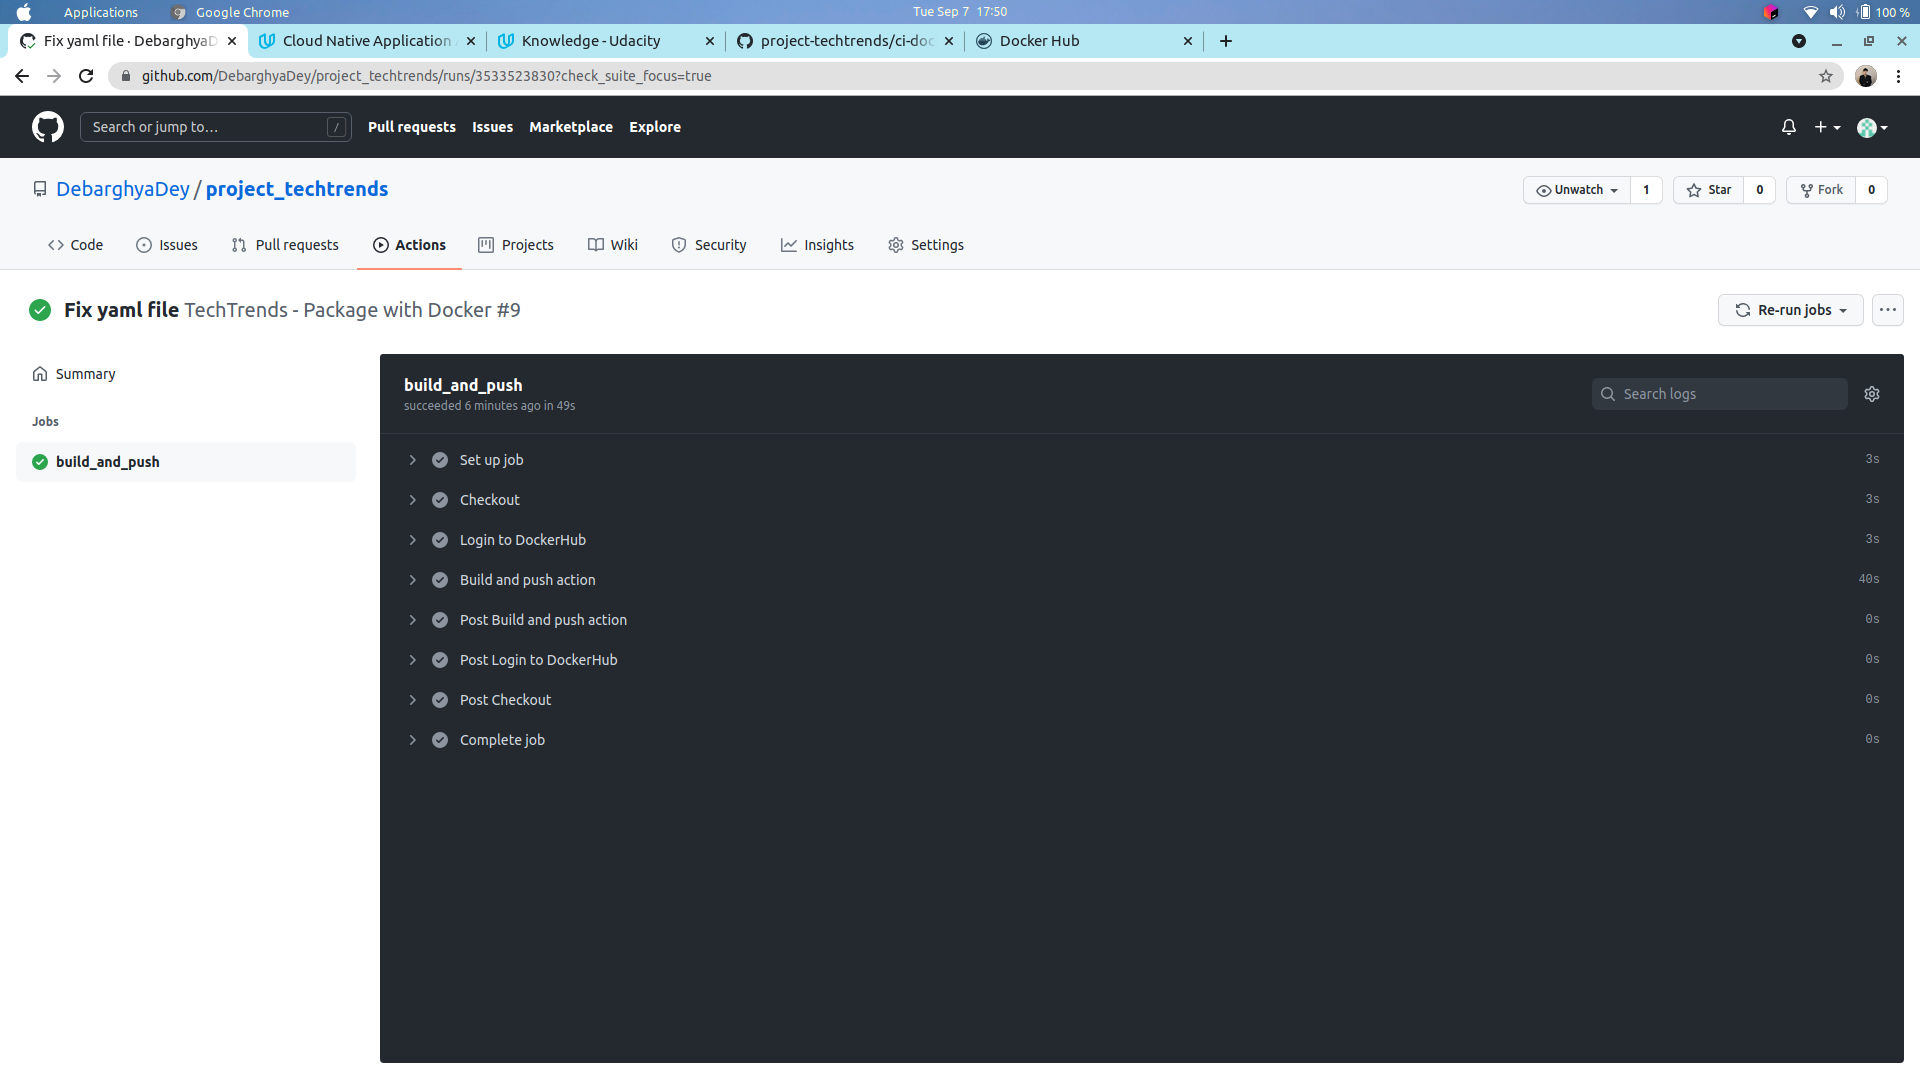 Applications Google Chrome Tue Sep 7 17:50 100 %
Fix yaml file · DebarghyaD Cloud Native Application Knowledge - Udacity project-techtrends/ci-doc Docker Hub
github.com/DebarghyaDey/project_techtrends/runs/3533523830?check_suite_focus=true
Search or jump to… / Pull requests Issues Marketplace Explore
DebarghyaDey / project_techtrends Unwatch 1 Star 0 Fork 0
Code Issues Pull requests Actions Projects Wiki Security Insights Settings
Fix yaml file TechTrends - Package with Docker #9 Re-run jobs
Summary
Jobs
build_and_push
build_and_push
succeeded 6 minutes ago in 49s
Search logs
Set up job 3s
Checkout 3s
Login to DockerHub 3s
Build and push action 40s
Post Build and push action 0s
Post Login to DockerHub 0s
Post Checkout 0s
Complete job 0s